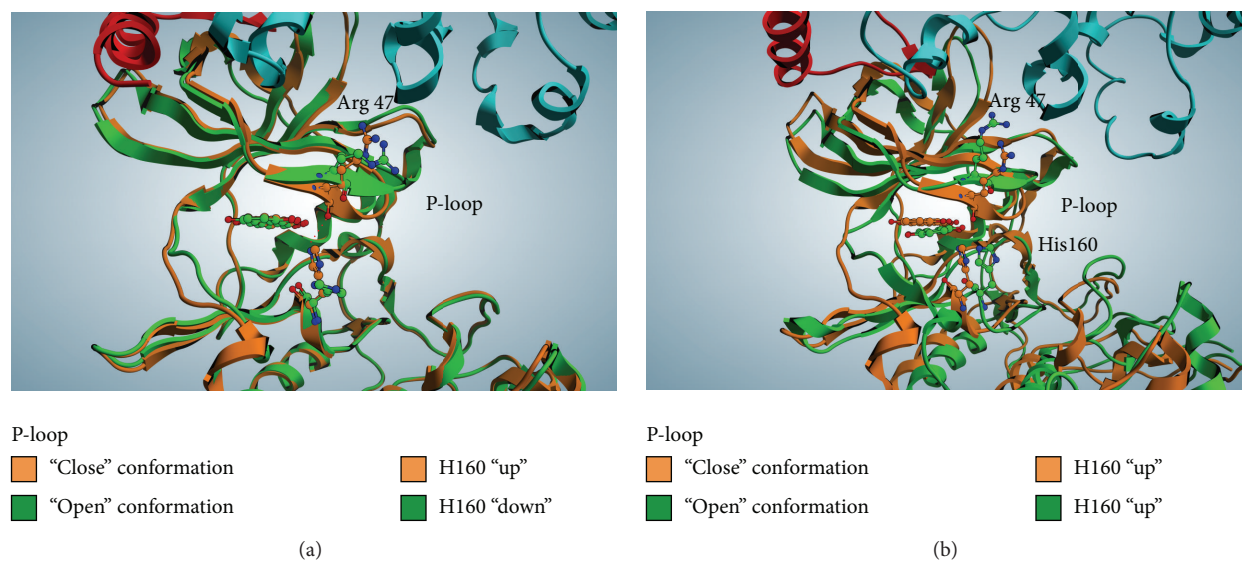 Arg 47
P-loop
P-loop
“Close” conformation
H160 “up”
“Open” conformation
H160 “down”
(a)
Arg 47
P-loop
His160
P-loop
“Close” conformation
H160 “up”
“Open” conformation
H160 “up”
(b)